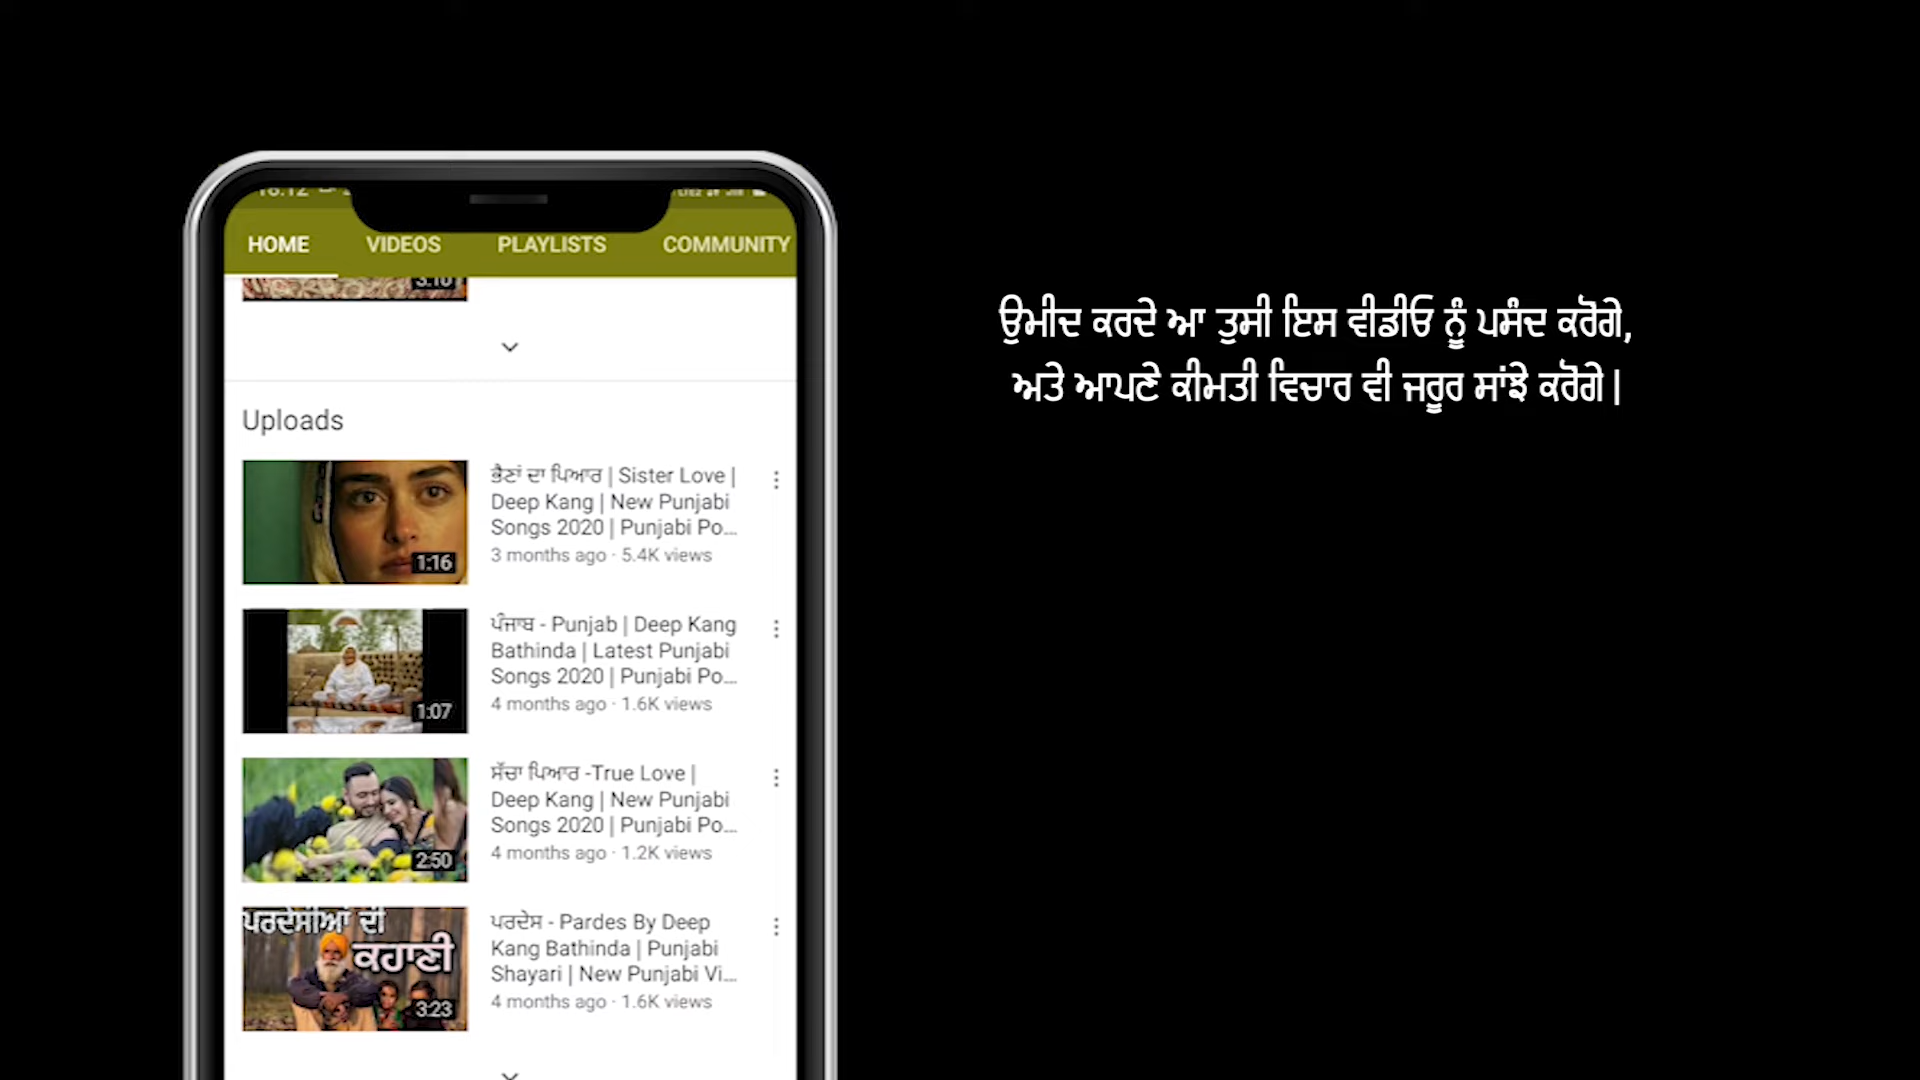 HOME VIDEOS PLAYLISTS COMMUNITY
3:10
Uploads
ਭੈਣਾਂ ਦਾ ਪਿਆਰ | Sister Love |
Deep Kang | New Punjabi
Songs 2020 | Punjabi Po...
3 months ago · 5.4K views
1:16
ਪੰਜਾਬ - Punjab | Deep Kang
Bathinda | Latest Punjabi
Songs 2020 | Punjabi Po...
4 months ago · 1.6K views
1:07
ਸੱਚਾ ਪਿਆਰ -True Love |
Deep Kang | New Punjabi
Songs 2020 | Punjabi Po...
4 months ago · 1.2K views
2:50
ਪਰਦੇਸੀਆਂ ਦੀ
ਕਹਾਣੀ
3:23
ਪਰਦੇਸ - Pardes By Deep
Kang Bathinda | Punjabi
Shayari | New Punjabi Vi...
4 months ago · 1.6K views
ਉਮੀਦ ਕਰਦੇ ਆ ਤੁਸੀ ਇਸ ਵੀਡੀਓ ਨੂੰ ਪਸੰਦ ਕਰੋਗੇ,
ਅਤੇ ਆਪਣੇ ਕੀਮਤੀ ਵਿਚਾਰ ਵੀ ਜਰੂਰ ਸਾਂਝੇ ਕਰੋਗੇ|